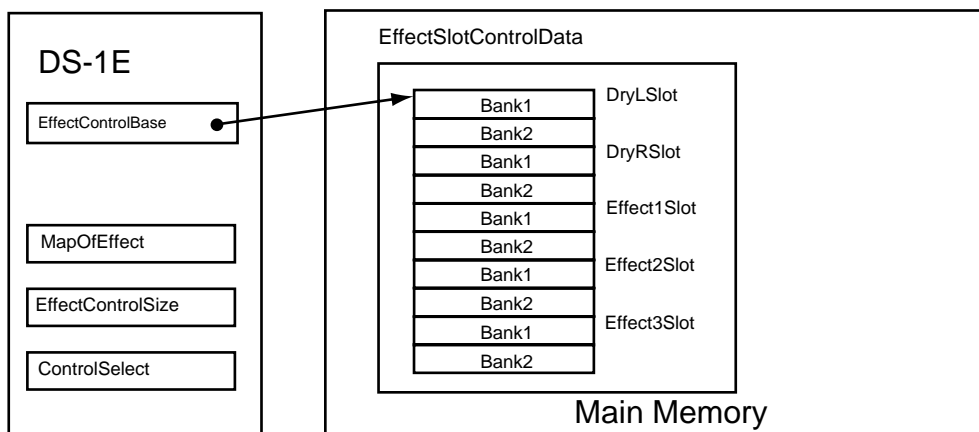 DS-1E
EffectControlBase
MapOfEffect
EffectControlSize
ControlSelect
EffectSlotControlData
Bank1
DryLSlot
Bank2
Bank1
DryRSlot
Bank2
Bank1
Effect1Slot
Bank2
Bank1
Effect2Slot
Bank2
Bank1
Effect3Slot
Bank2
Main Memory